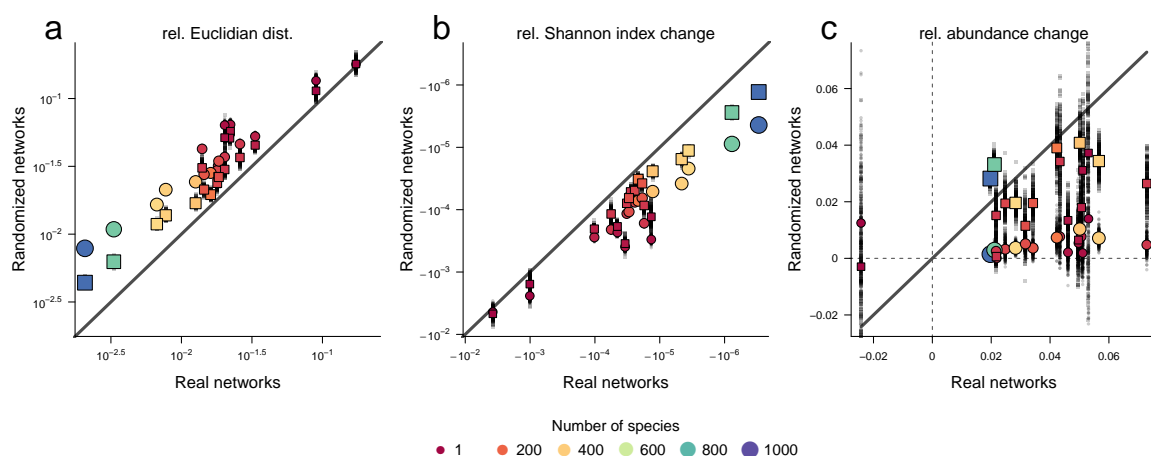 a
rel. Euclidian dist.
Randomized networks
10^-1
10^-1.5
10^-2
10^-2.5
10^-2.5 10^-2 10^-1.5 10^-1
Real networks
b
rel. Shannon index change
Randomized networks
−10^-6
−10^-5
−10^-4
−10^-3
−10^-2
−10^-2 −10^-3 −10^-4 −10^-5 −10^-6
Real networks
c
rel. abundance change
Randomized networks
0.06
0.04
0.02
0
−0.02
−0.02 0 0.02 0.04 0.06
Real networks
Number of species
1 200 400 600 800 1000